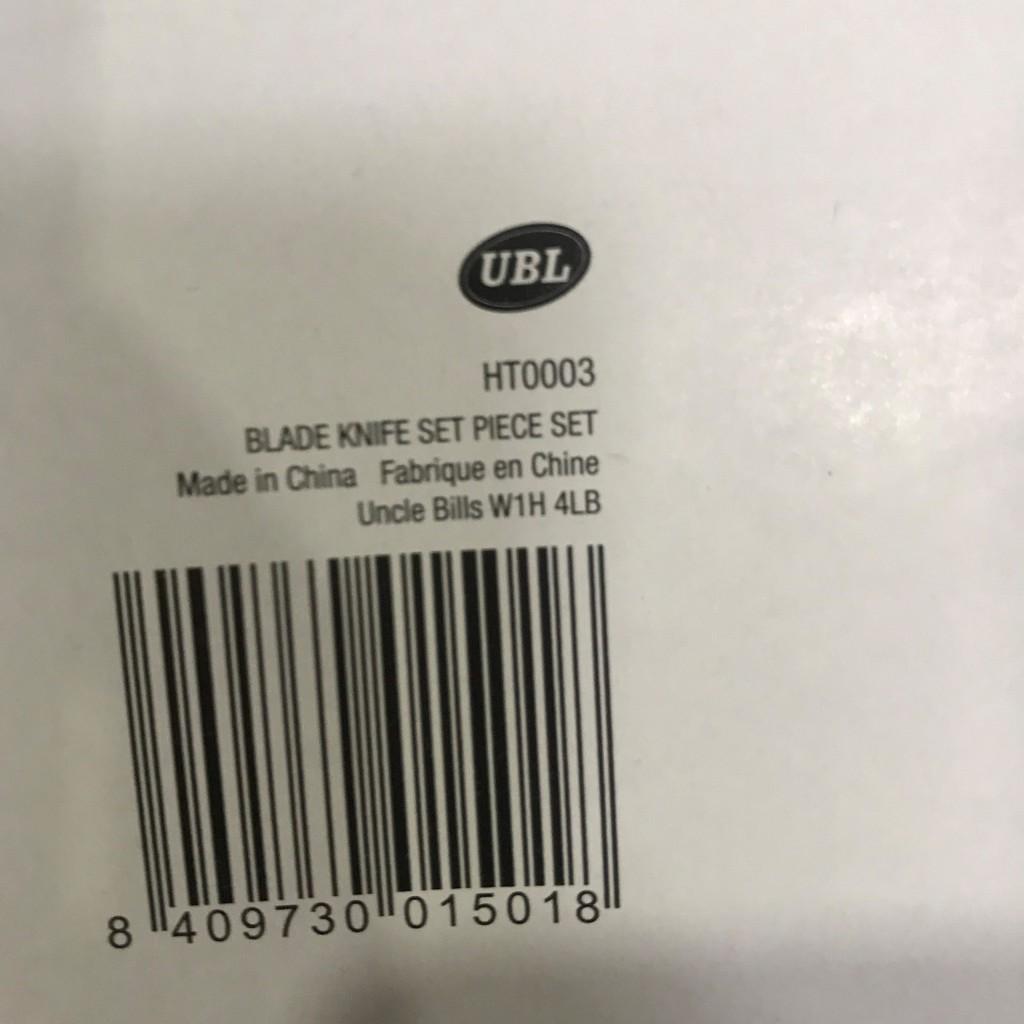 UBL
HT0003
BLADE KNIFE SET PIECE SET
Made in China Fabrique en Chine
Uncle Bills W1H 4LB
8 409730 015018